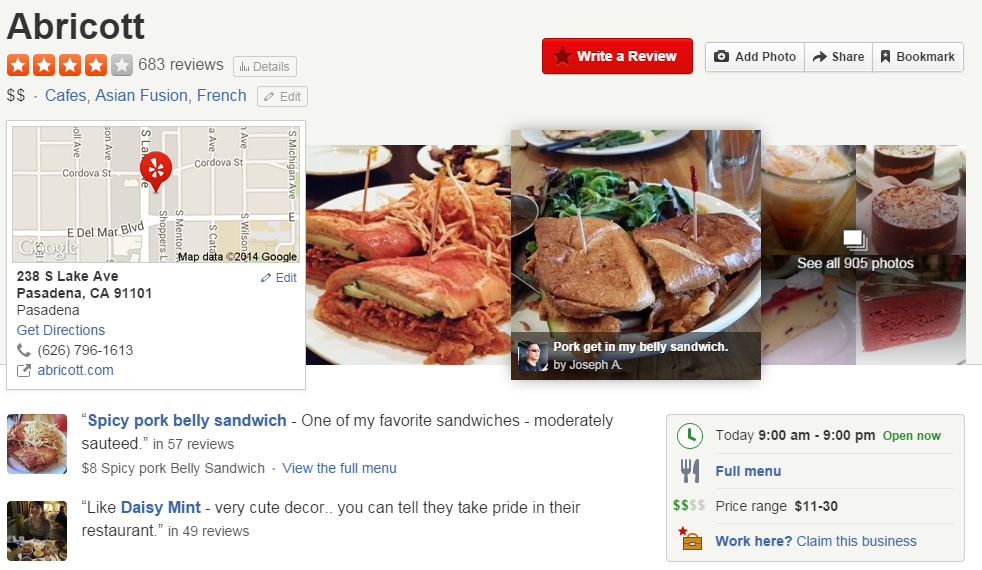 Abricott
683 reviews Details
Write a Review Add Photo Share Bookmark
$$ · Cafes, Asian Fusion, French Edit
S Michigan Ave
Cordova St
Cordova St
E Del Mar Blvd
Shoppers L
S Mentor
S Cata
S Wilson
E
Google
Map data ©2014 Google
238 S Lake Ave
Edit
Pasadena, CA 91101
Pasadena
Get Directions
(626) 796-1613
abricott.com
Pork get in my belly sandwich.
by Joseph A.
See all 905 photos
“Spicy pork belly sandwich - One of my favorite sandwiches - moderately
sauteed.” in 57 reviews
$8 Spicy pork Belly Sandwich · View the full menu
“Like Daisy Mint - very cute decor.. you can tell they take pride in their
restaurant.” in 49 reviews
Today 9:00 am - 9:00 pm Open now
Full menu
$$$$ Price range $11-30
Work here? Claim this business